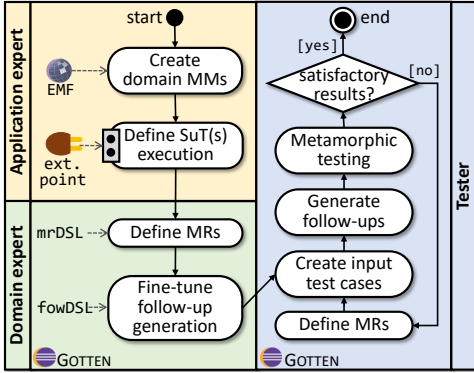 Application expert
start
Create
domain MMs
EMF
Define SuT(s)
execution
ext.
point
Domain expert
mrDSL
Define MRs
fowDSL
Fine-tune
follow-up
generation
GOTTEN
Tester
end
[yes]
[no]
satisfactory
results?
Metamorphic
testing
Generate
follow-ups
Create input
test cases
Define MRs
GOTTEN